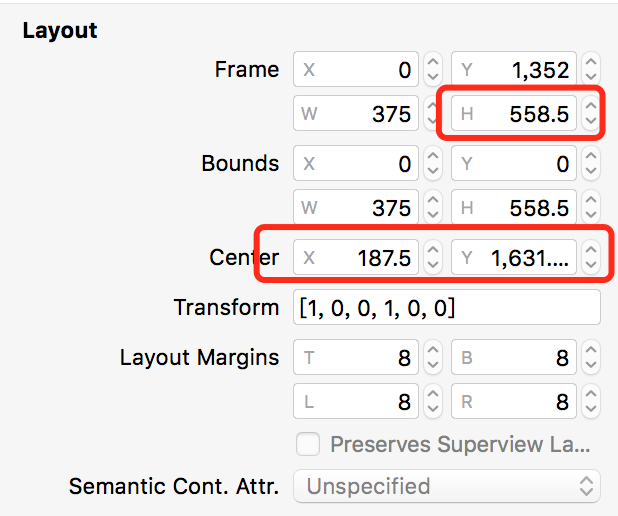 Layout
Frame X 0 Y 1,352
W 375 H 558.5
Bounds X 0 Y 0
W 375 H 558.5
Center X 187.5 Y 1,631....
Transform [1, 0, 0, 1, 0, 0]
Layout Margins T 8 B 8
L 8 R 8
Preserves Superview La...
Semantic Cont. Attr. Unspecified